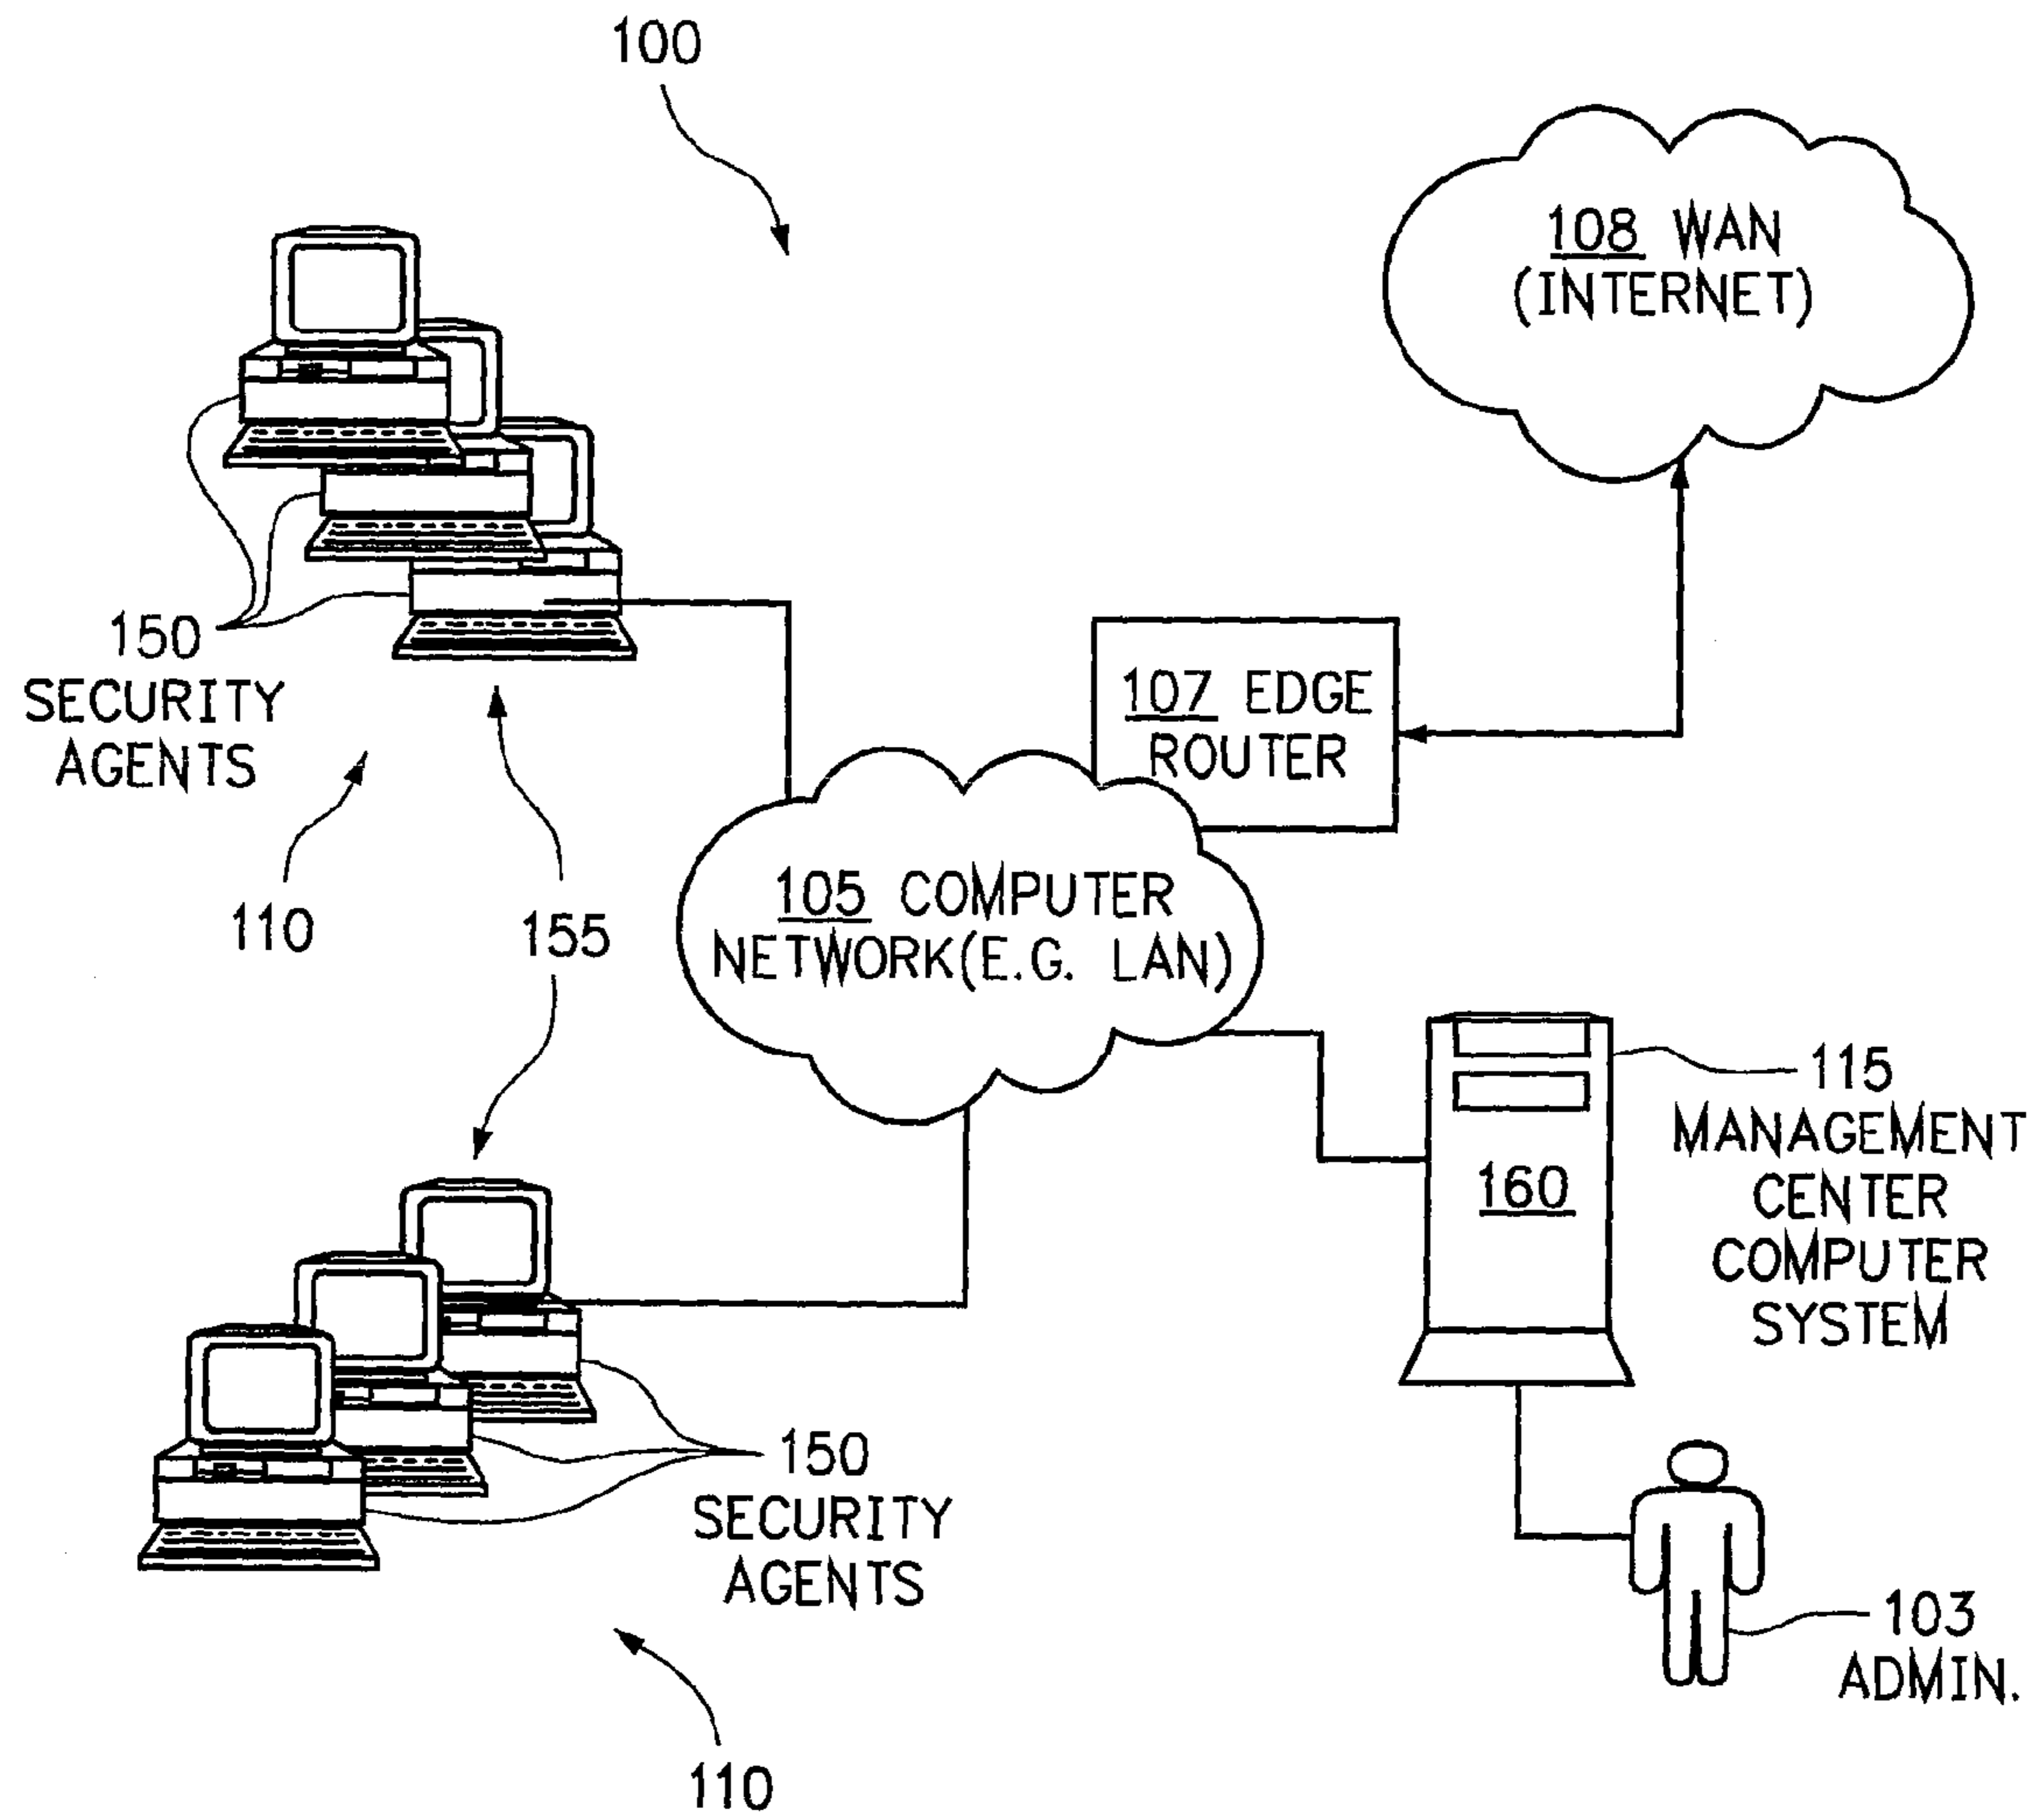 100
108 WAN
(INTERNET)
150
SECURITY
AGENTS
107 EDGE
ROUTER
110
155
105 COMPUTER
NETWORK(E.G. LAN)
115
MANAGEMENT
CENTER
COMPUTER
SYSTEM
160
150
SECURITY
AGENTS
103
ADMIN.
110